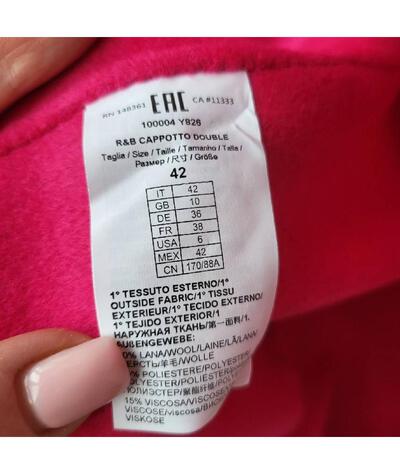 RN 148361 EAC CA #11333
100004 Y826
R&B CAPPOTTO DOUBLE
Taglia / Size / Taille / Tamanho / Talla /
Размер / 尺寸 / Größe
42
IT 42
GB 10
DE 36
FR 38
USA 6
MEX 42
CN 170/88A
1° TESSUTO ESTERNO/1°
OUTSIDE FABRIC/1° TISSU
EXTERIEUR/1° TECIDO EXTERNO/
1° TEJIDO EXTERIOR/1
НАРУЖНАЯ ТКАНЬ/第一面料/1.
AUßENGEWEBE:
0% LANA/WOOL/LAINE/LÃ/LANA/
ЕРСТЬ/羊毛/WOLLE
POLIESTERE/POLYESTER/
POLYESTER/POLIÉSTER/
ПОЛИЭСТЕР/聚酯纤维/POLYESTER
15% VISCOSA/VISCOSE/
VISCOSE/viscosa/
VISKOSE